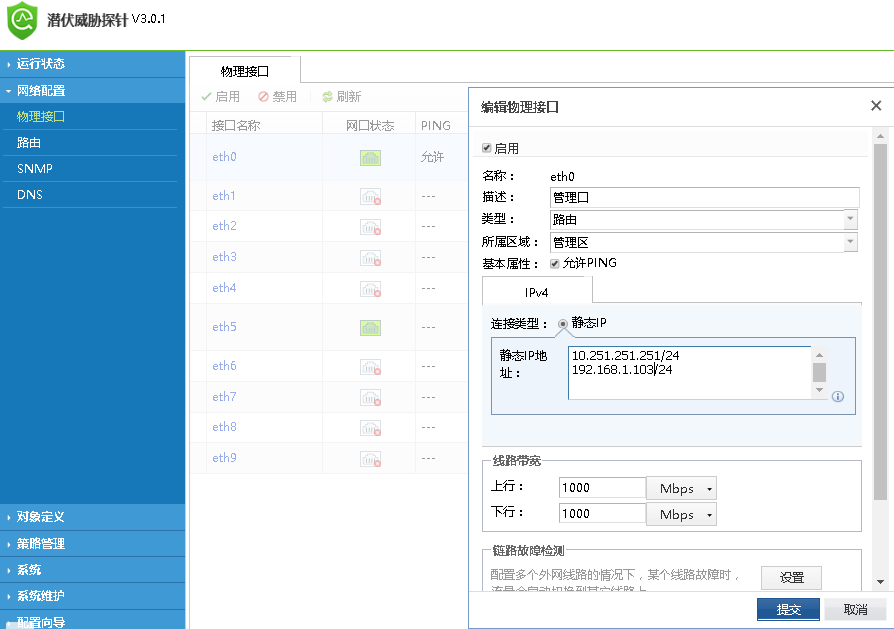 潜伏威胁探针 V3.0.1
运行状态
网络配置
物理接口
路由
SNMP
DNS
对象定义
策略管理
系统
系统维护
配置向导
物理接口
启用 禁用 刷新
接口名称 网口状态 PING
eth0 允许
eth1 ---
eth2 ---
eth3 ---
eth4 ---
eth5 ---
eth6 ---
eth7 ---
eth8 ---
eth9 ---
编辑物理接口
启用
名称： eth0
描述： 管理口
类型： 路由
所属区域： 管理区
基本属性： 允许PING
IPv4
连接类型： 静态IP
静态IP地
址：
10.251.251.251/24
192.168.1.103/24
线路带宽
上行： 1000 Mbps
下行： 1000 Mbps
链路故障检测
配置多个外网线路的情况下，某个线路故障时，
设置
提交 取消